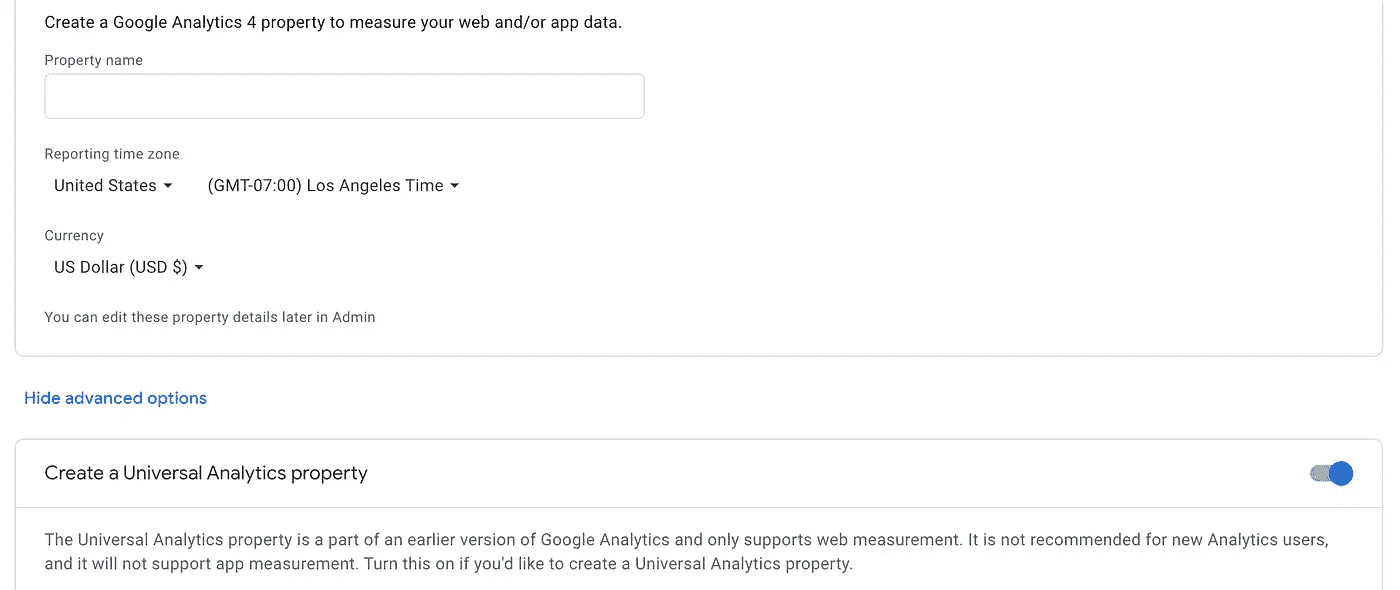 Create a Google Analytics 4 property to measure your web and/or app data.
Property name
Reporting time zone
United States (GMT-07:00) Los Angeles Time
Currency
US Dollar (USD $)
You can edit these property details later in Admin
Hide advanced options
Create a Universal Analytics property
The Universal Analytics property is a part of an earlier version of Google Analytics and only supports web measurement. It is not recommended for new Analytics users,
and it will not support app measurement. Turn this on if you'd like to create a Universal Analytics property.